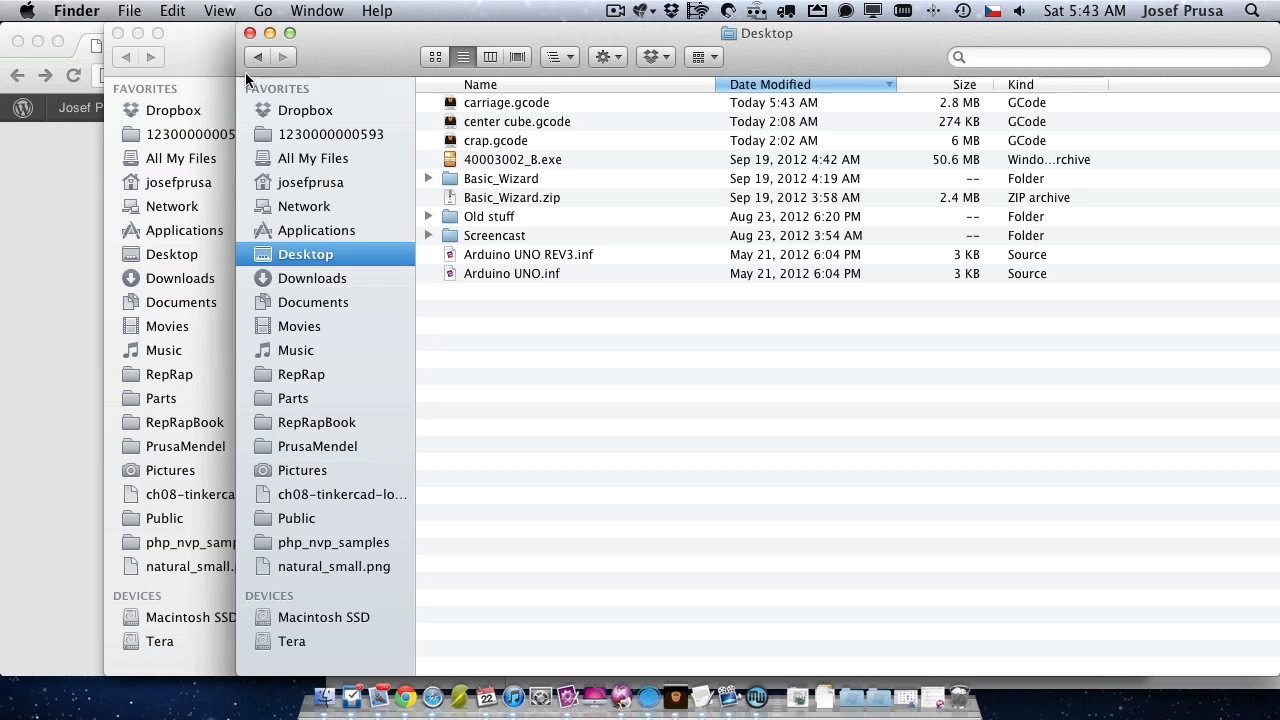 Finder File Edit View Go Window Help Sat 5:43 AM Josef Prusa
Desktop
Josef P
FAVORITES
Dropbox
12300000005
All My Files
josefprusa
Network
Applications
Desktop
Downloads
Documents
Movies
Music
RepRap
Parts
RepRapBook
PrusaMendel
Pictures
ch08-tinkerca
Public
php_nvp_samp
natural_small.
DEVICES
Macintosh SSD
Tera
FAVORITES
Dropbox
1230000000593
All My Files
josefprusa
Network
Applications
Desktop
Downloads
Documents
Movies
Music
RepRap
Parts
RepRapBook
PrusaMendel
Pictures
ch08-tinkercad-lo...
Public
php_nvp_samples
natural_small.png
DEVICES
Macintosh SSD
Tera
Name Date Modified Size Kind
carriage.gcode Today 5:43 AM 2.8 MB GCode
center cube.gcode Today 2:08 AM 274 KB GCode
crap.gcode Today 2:02 AM 6 MB GCode
40003002_B.exe Sep 19, 2012 4:42 AM 50.6 MB Windo...rchive
Basic_Wizard Sep 19, 2012 4:19 AM -- Folder
Basic_Wizard.zip Sep 19, 2012 3:58 AM 2.4 MB ZIP archive
Old stuff Aug 23, 2012 6:20 PM -- Folder
Screencast Aug 23, 2012 3:54 AM -- Folder
Arduino UNO REV3.inf May 21, 2012 6:04 PM 3 KB Source
Arduino UNO.inf May 21, 2012 6:04 PM 3 KB Source
22